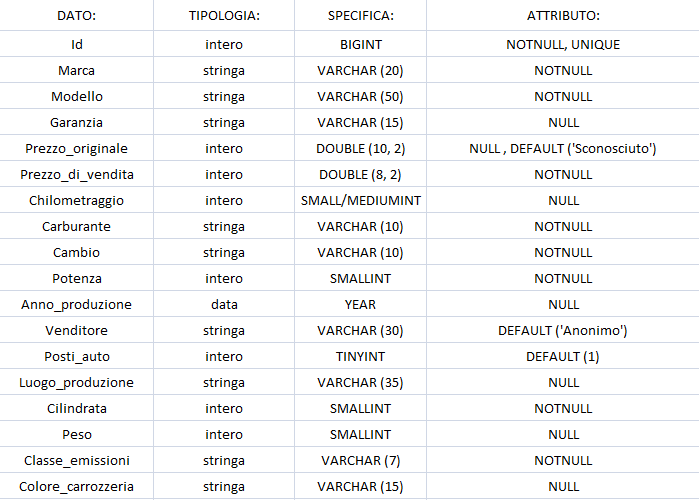 DATO: TIPOLOGIA: SPECIFICA: ATTRIBUTO:
Id intero BIGINT NOTNULL, UNIQUE
Marca stringa VARCHAR (20) NOTNULL
Modello stringa VARCHAR (50) NOTNULL
Garanzia stringa VARCHAR (15) NULL
Prezzo_originale intero DOUBLE (10, 2) NULL , DEFAULT ('Sconosciuto')
Prezzo_di_vendita intero DOUBLE (8, 2) NOTNULL
Chilometraggio intero SMALL/MEDIUMINT NULL
Carburante stringa VARCHAR (10) NOTNULL
Cambio stringa VARCHAR (10) NOTNULL
Potenza intero SMALLINT NOTNULL
Anno_produzione data YEAR NULL
Venditore stringa VARCHAR (30) DEFAULT ('Anonimo')
Posti_auto intero TINYINT DEFAULT (1)
Luogo_produzione stringa VARCHAR (35) NULL
Cilindrata intero SMALLINT NOTNULL
Peso intero SMALLINT NULL
Classe_emissioni stringa VARCHAR (7) NOTNULL
Colore_carrozzeria stringa VARCHAR (15) NULL